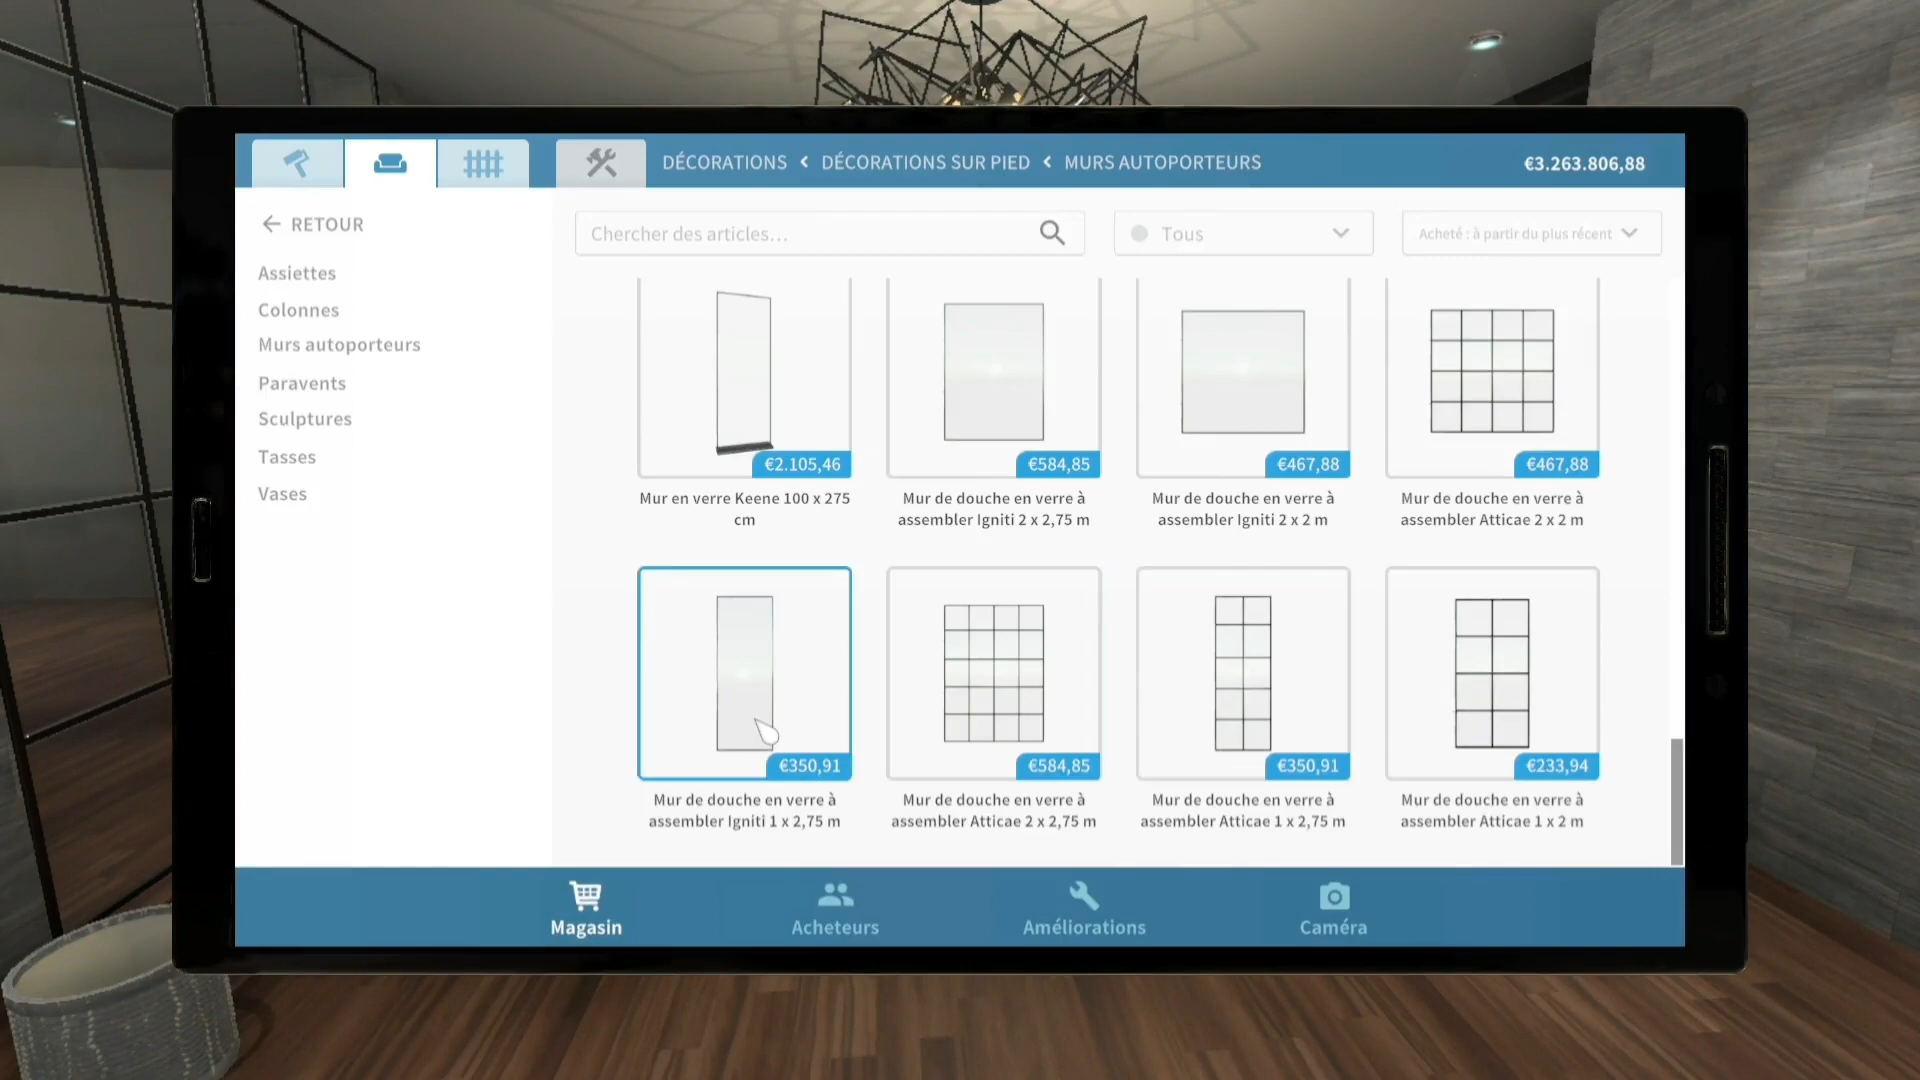 DÉCORATIONS < DÉCORATIONS SUR PIED < MURS AUTOPORTEURS
€3.263.806,88
← RETOUR
Assiettes
Colonnes
Murs autoporteurs
Paravents
Sculptures
Tasses
Vases
Chercher des articles...
Tous
Acheté : à partir du plus récent
€2.105,46
€584,85
€467,88
€467,88
Mur en verre Keene 100 x 275
cm
Mur de douche en verre à
assembler Igniti 2 x 2,75 m
Mur de douche en verre à
assembler Igniti 2 x 2 m
Mur de douche en verre à
assembler Atticae 2 x 2 m
€350,91
€584,85
€350,91
€233,94
Mur de douche en verre à
assembler Igniti 1 x 2,75 m
Mur de douche en verre à
assembler Atticae 2 x 2,75 m
Mur de douche en verre à
assembler Atticae 1 x 2,75 m
Mur de douche en verre à
assembler Atticae 1 x 2 m
Magasin
Acheteurs
Améliorations
Caméra